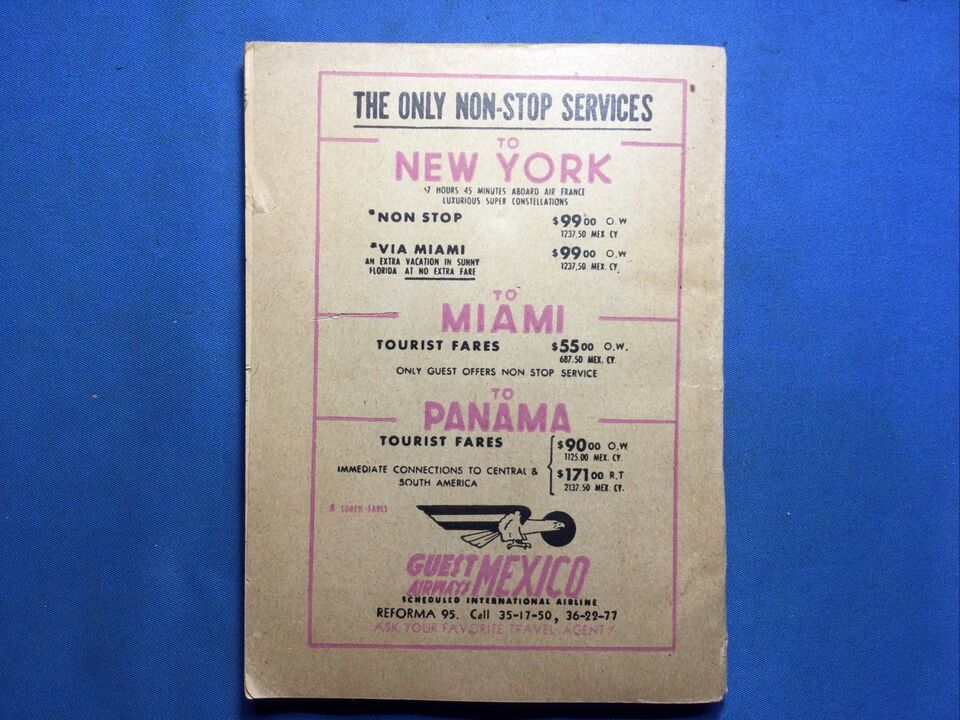 THE ONLY NON-STOP SERVICES
TO
NEW YORK
7 HOURS 45 MINUTES ABOARD AIR FRANCE
LUXURIOUS SUPER CONSTELLATIONS
*NON STOP $99 00 O.W
1237.50 MEX CY
*VIA MIAMI $99 00 O.W
AN EXTRA VACATION IN SUNNY 1237,50 MEX CY.
FLORIDA AT NO EXTRA FARE
TO
MIAMI
TOURIST FARES $55 00 O.W.
687.50 MEX. CY.
ONLY GUEST OFFERS NON STOP SERVICE
TO
PANAMA
TOURIST FARES $90 00 O.W
1125.00 MEX. CY.
IMMEDIATE CONNECTIONS TO CENTRAL & $171 00 R.T
SOUTH AMERICA 2137.50 MEX. CY.
* COACH FARES
GUEST
AIRWAYS MEXICO
SCHEDULED INTERNATIONAL AIRLINE
REFORMA 95. Call 35-17-50, 36-22-77
ASK YOUR FAVORITE TRAVEL AGENT!